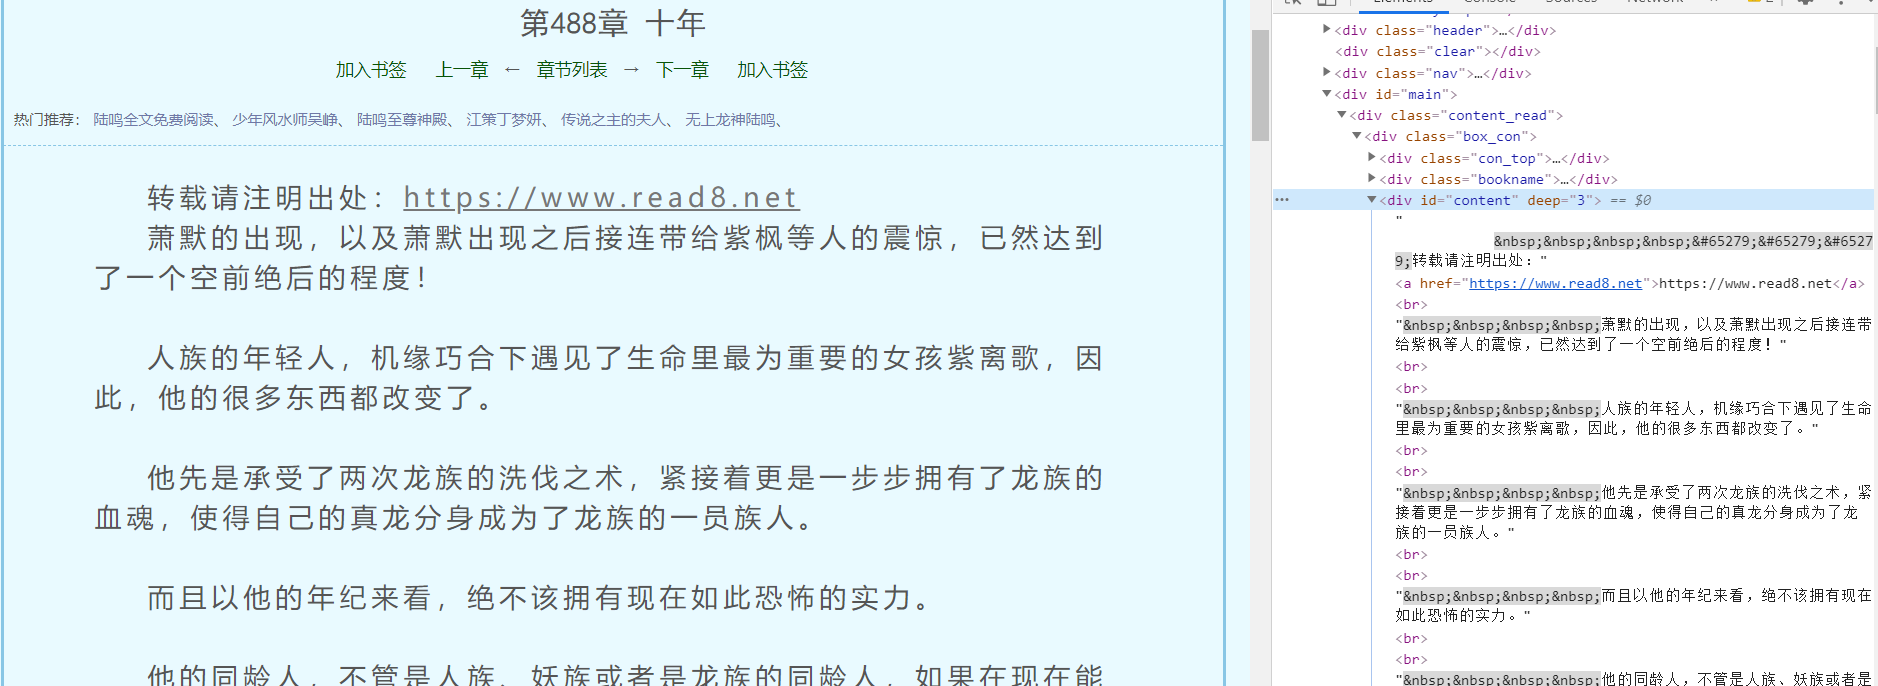 第488章 十年
加入书签 上一章 ← 章节列表 → 下一章 加入书签
热门推荐： 陆鸣全文免费阅读、 少年风水师吴峥、 陆鸣至尊神殿、 江策丁梦妍、 传说之主的夫人、 无上龙神陆鸣、
转载请注明出处：https://www.read8.net
萧默的出现，以及萧默出现之后接连带给紫枫等人的震惊，已然达到
了一个空前绝后的程度！
人族的年轻人，机缘巧合下遇见了生命里最为重要的女孩紫离歌，因
此，他的很多东西都改变了。
他先是承受了两次龙族的洗伐之术，紧接着更是一步步拥有了龙族的
血魂，使得自己的真龙分身成为了龙族的一员族人。
而且以他的年纪来看，绝不该拥有现在如此恐怖的实力。
他的同龄人，不管是人族、妖族或者是龙族的同龄人，如果在现在能
Elements Console Sources Network » 2
<div class="header">…</div>
<div class="clear"></div>
<div class="nav">…</div>
<div id="main">
<div class="content_read">
<div class="box_con">
<div class="con_top">…</div>
<div class="bookname">…</div>
<div id="content" deep="3"> == $0
"
&nbsp;&nbsp;&nbsp;&nbsp;&#65279;&#65279;&#6527
9;转载请注明出处："
<a href="https://www.read8.net">https://www.read8.net</a>
<br>
"&nbsp;&nbsp;&nbsp;&nbsp;萧默的出现，以及萧默出现之后接连带
给紫枫等人的震惊，已然达到了一个空前绝后的程度！"
<br>
<br>
"&nbsp;&nbsp;&nbsp;&nbsp;人族的年轻人，机缘巧合下遇见了生命
里最为重要的女孩紫离歌，因此，他的很多东西都改变了。"
<br>
<br>
"&nbsp;&nbsp;&nbsp;&nbsp;他先是承受了两次龙族的洗伐之术，紧
接着更是一步步拥有了龙族的血魂，使得自己的真龙分身成为了龙
族的一员族人。"
<br>
<br>
"&nbsp;&nbsp;&nbsp;&nbsp;而且以他的年纪来看，绝不该拥有现在
如此恐怖的实力。"
<br>
<br>
"&nbsp;&nbsp;&nbsp;&nbsp;他的同龄人，不管是人族、妖族或者是